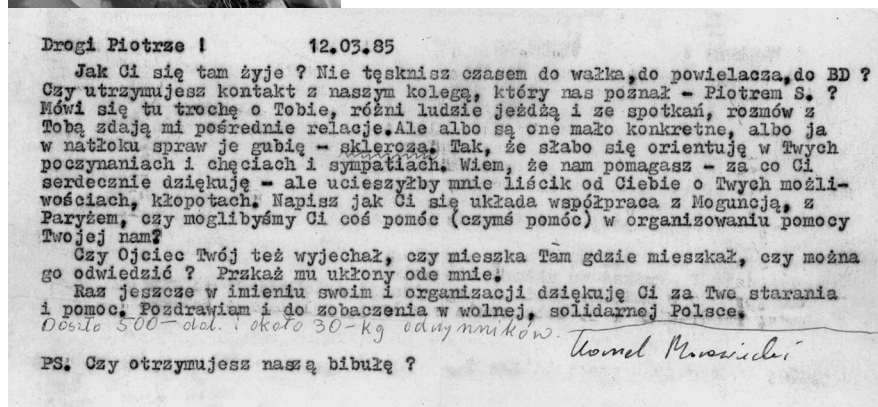 Drogi Piotrze ! 12.03.85
Jak Ci się tam żyje ? Nie tęsknisz czasem do wałka,do powielacza,do BD ?
Czy utrzymujesz kontakt z naszym kolegą, który nas poznał - Piotrem S. ?
Mówi się tu trochę o Tobie, różni ludzie jeżdżą i ze spotkań, rozmów z
Tobą zdają mi pośrednie relacje.Ale albo są one mało konkretne, albo ja
w natłoku spraw je gubię - skleroza. Tak, że słabo się orientuję w Twych
poczynaniach i chęciach i sympatiach. Wiem, że nam pomagasz - za co Ci
serdecznie dziękuję - ale ucieszyłby mnie liścik od Ciebie o Twych możli-
wościach, kłopotach. Napisz jak Ci się układa współpraca z Moguncją, z
Paryżem, czy moglibyśmy Ci coś pomóc (czymś pomóc) w organizowaniu pomocy
Twojej nam?
Czy Ojciec Twój też wyjechał, czy mieszka Tam gdzie mieszkał, czy można
go odwiedzić ? Przkaż mu ukłony ode mnie.
Raz jeszcze w imieniu swoim i organizacji dziękuję Ci za Twe starania
i pomoc. Pozdrawiam i do zobaczenia w wolnej, solidarnej Polsce.
Doszło 500- dol. i około 30-kg odczynników.
Kornel Morawiecki
PS. Czy otrzymujesz naszą bibułę ?